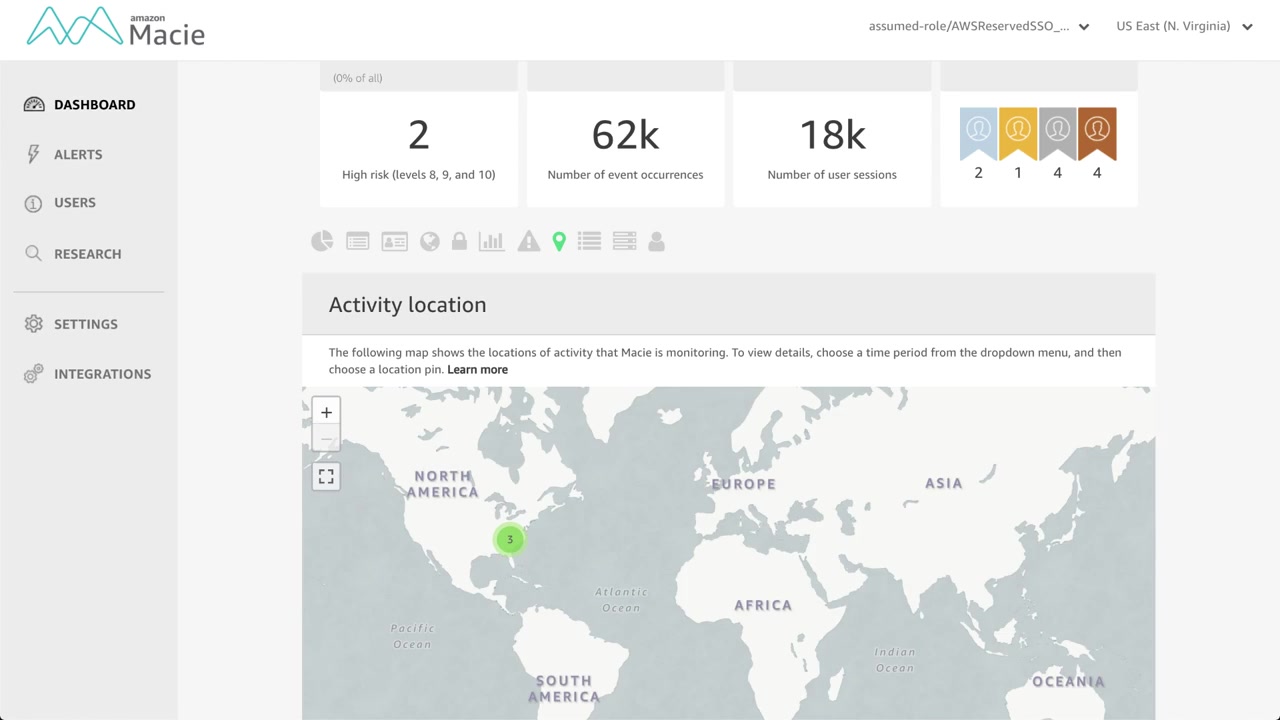 amazon
Macie
assumed-role/AWSReservedSSO_...
US East (N. Virginia)
DASHBOARD
ALERTS
USERS
RESEARCH
SETTINGS
INTEGRATIONS
(0% of all)
2
High risk (levels 8, 9, and 10)
62k
Number of event occurrences
18k
Number of user sessions
2 1 4 4
Activity location
The following map shows the locations of activity that Macie is monitoring. To view details, choose a time period from the dropdown menu, and then
choose a location pin. Learn more
+
−
NORTH
AMERICA
EUROPE
ASIA
3
Atlantic
Ocean
AFRICA
Pacific
Ocean
Indian
Ocean
SOUTH
AMERICA
OCEANIA